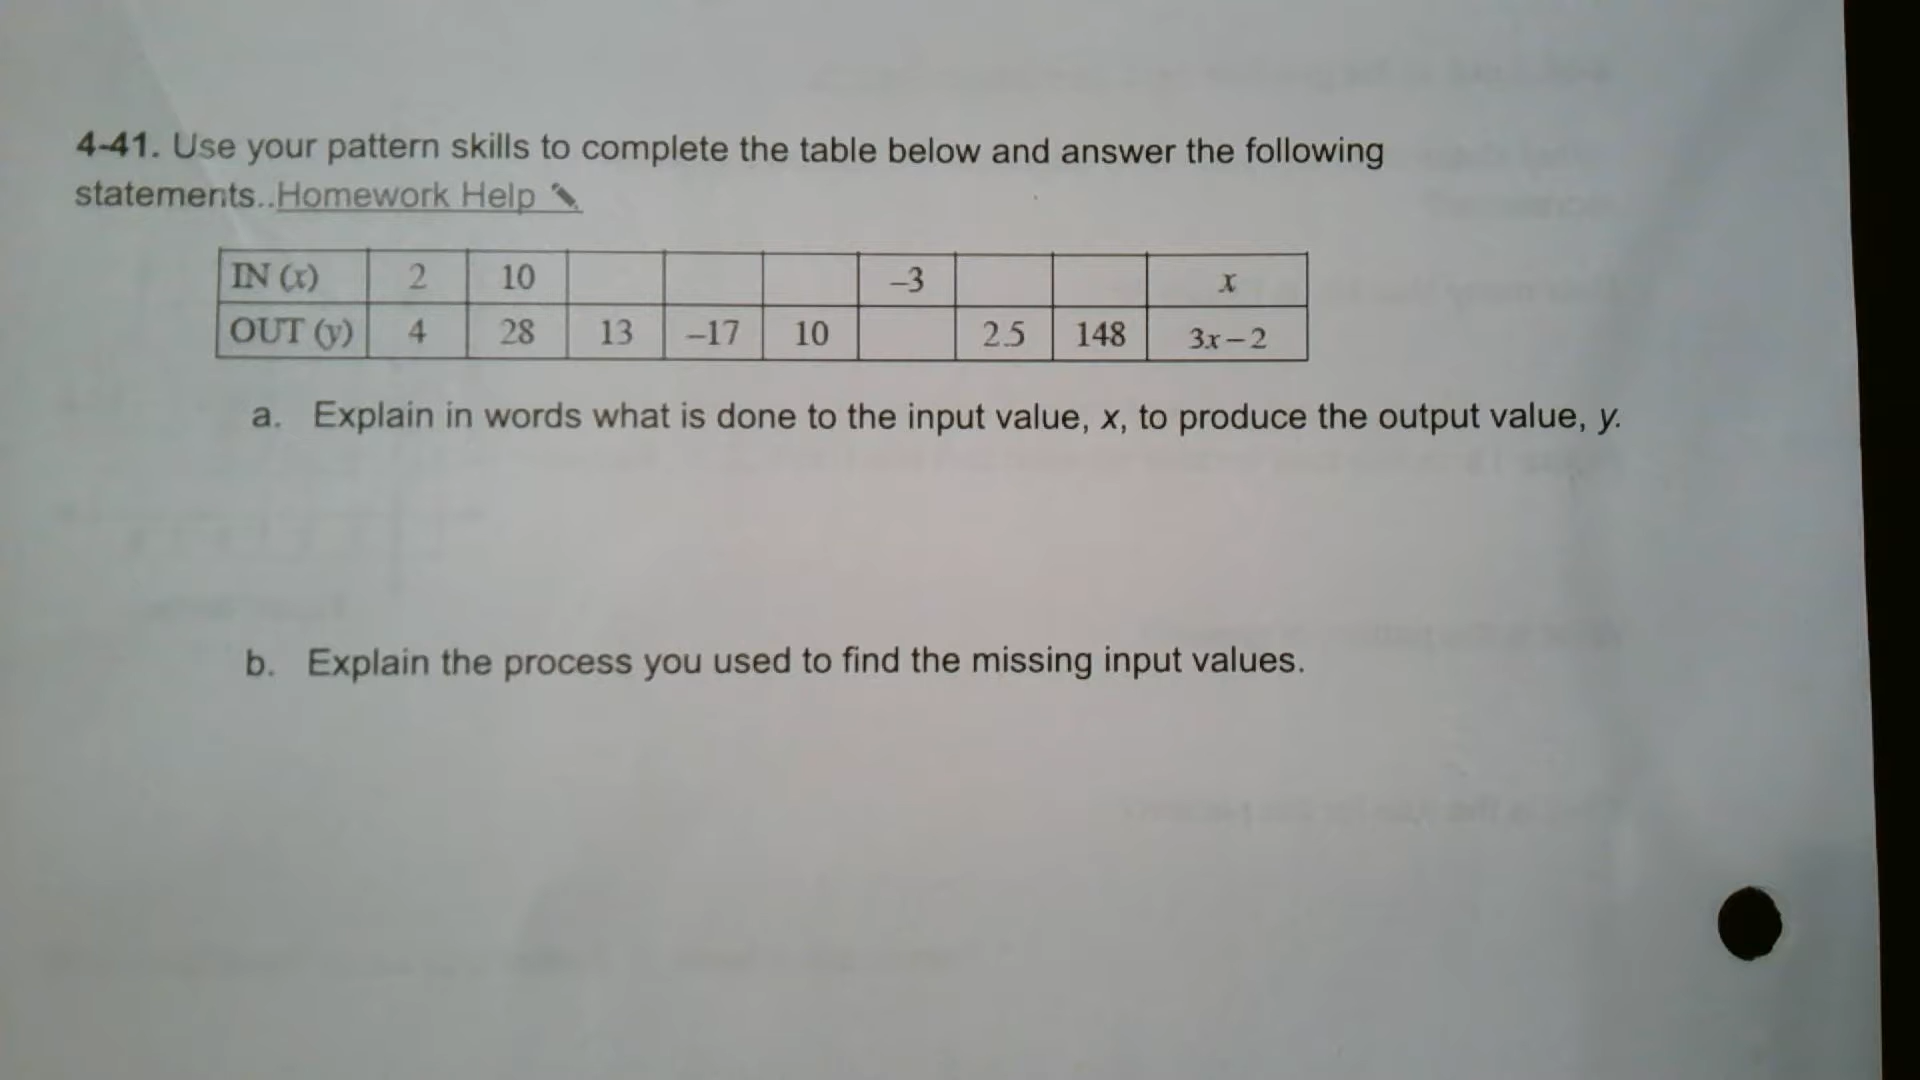 4-41. Use your pattern skills to complete the table below and answer the following
statements..Homework Help ✎
IN (x) 2 10 -3 x
OUT (y) 4 28 13 -17 10 2.5 148 3x-2
a. Explain in words what is done to the input value, x, to produce the output value, y.
b. Explain the process you used to find the missing input values.